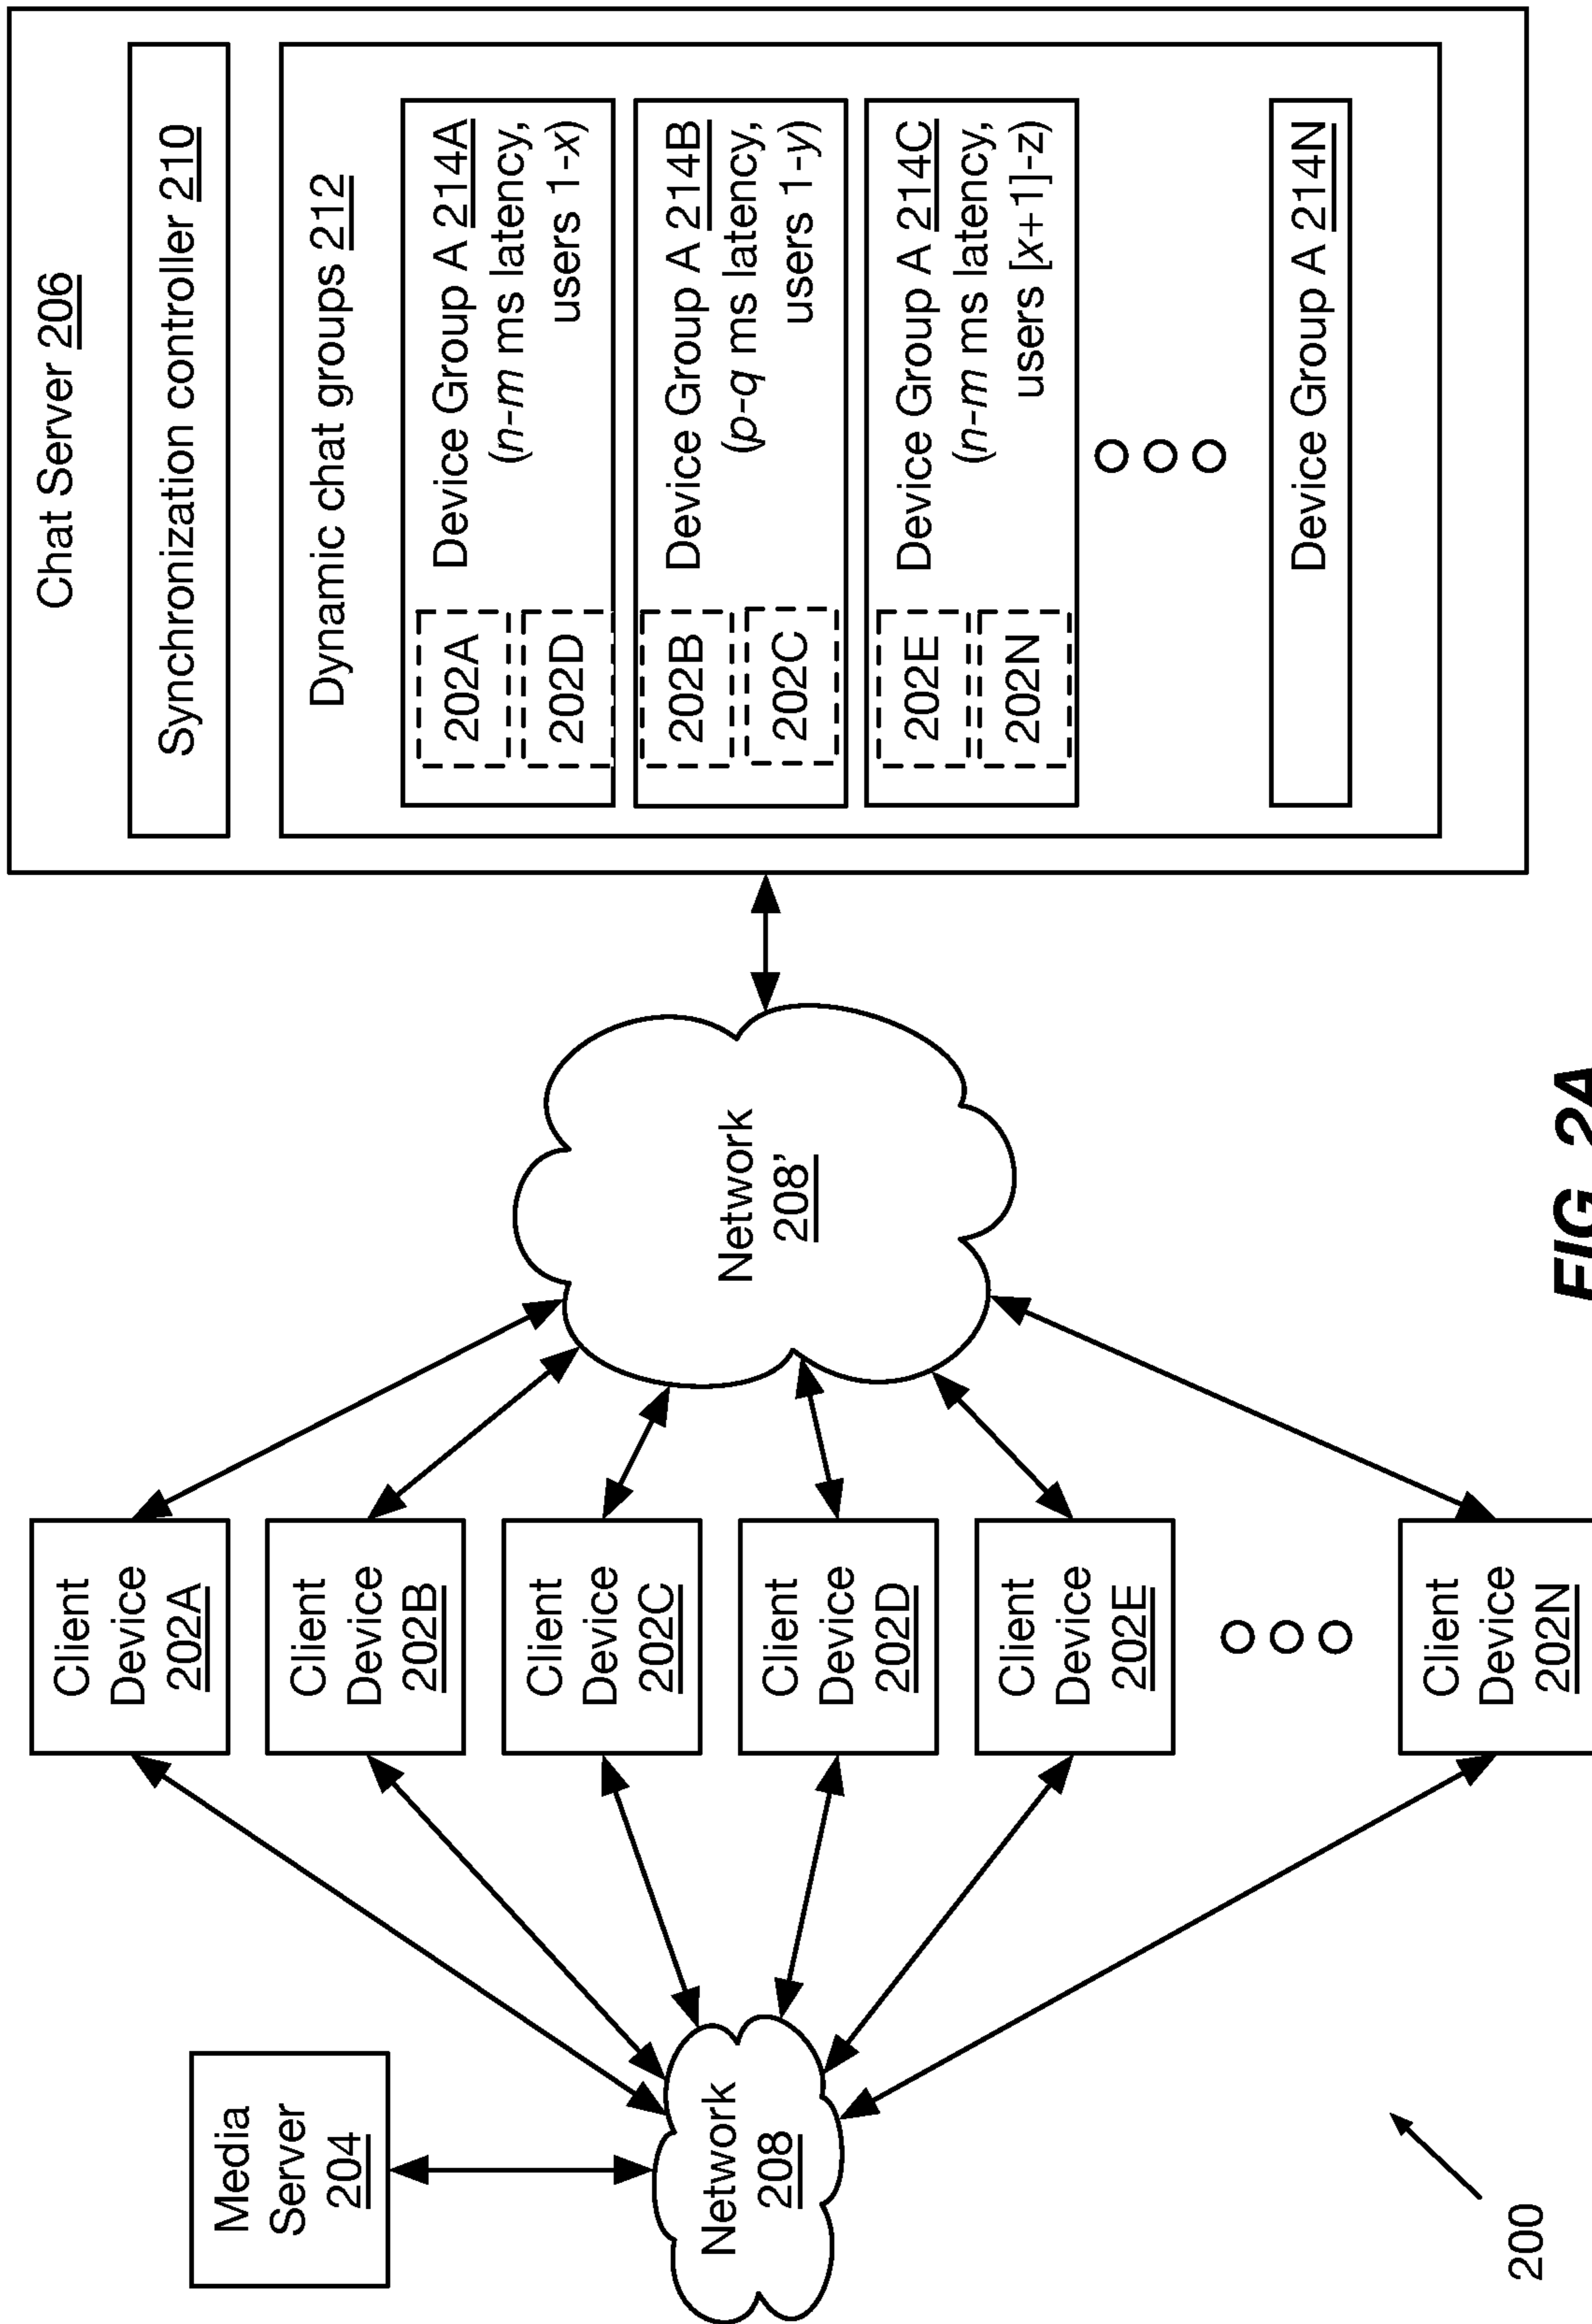 Media
Server
204
Network
208
200
Client
Device
202A
Client
Device
202B
Client
Device
202C
Client
Device
202D
Client
Device
202E
Client
Device
202N
Network
208’
Chat Server 206
Synchronization controller 210
Dynamic chat groups 212
202A
202D
Device Group A 214A
(n-m ms latency,
users 1-x)
202B
202C
Device Group A 214B
(p-q ms latency,
users 1-y)
202E
202N
Device Group A 214C
(n-m ms latency,
users [x+1]-z)
Device Group A 214N
FIG. 2A